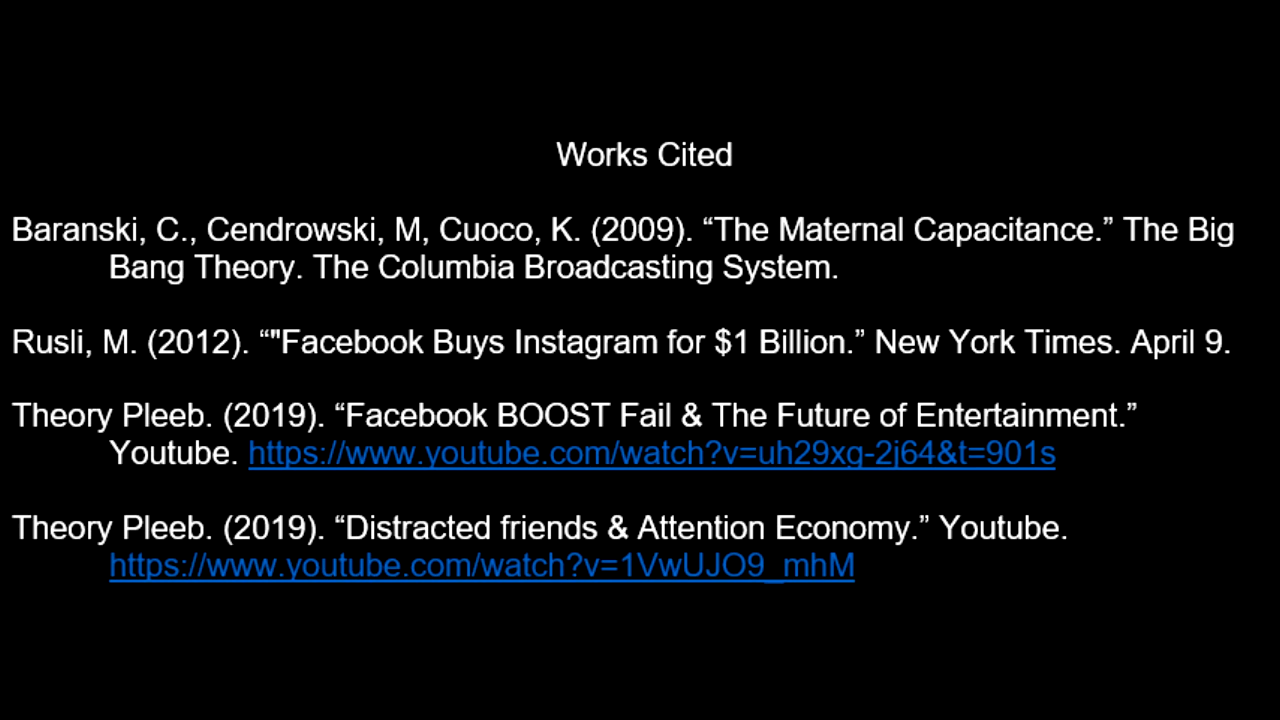 Works Cited
Baranski, C., Cendrowski, M, Cuoco, K. (2009). “The Maternal Capacitance.” The Big
Bang Theory. The Columbia Broadcasting System.
Rusli, M. (2012). “"Facebook Buys Instagram for $1 Billion.” New York Times. April 9.
Theory Pleeb. (2019). “Facebook BOOST Fail & The Future of Entertainment.”
Youtube. https://www.youtube.com/watch?v=uh29xg-2j64&t=901s
Theory Pleeb. (2019). “Distracted friends & Attention Economy.” Youtube.
https://www.youtube.com/watch?v=1VwUJO9_mhM